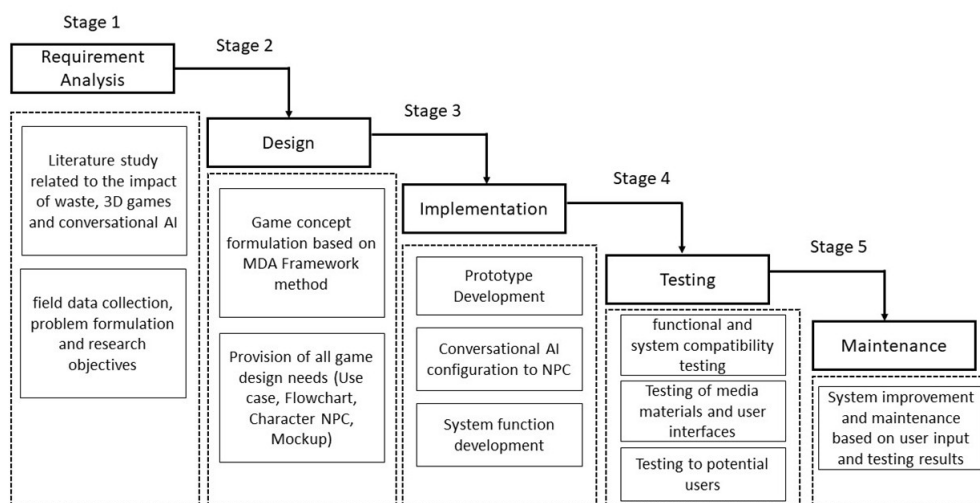 Stage 1
Requirement
Analysis
Literature study
related to the impact
of waste, 3D games
and conversational AI
field data collection,
problem formulation
and research
objectives
Stage 2
Design
Game concept
formulation based on
MDA Framework
method
Provision of all game
design needs (Use
case, Flowchart,
Character NPC,
Mockup)
Stage 3
Implementation
Prototype
Development
Conversational AI
configuration to NPC
System function
development
Stage 4
Testing
functional and
system compatibility
testing
Testing of media
materials and user
interfaces
Testing to potential
users
Stage 5
Maintenance
System improvement
and maintenance
based on user input
and testing results